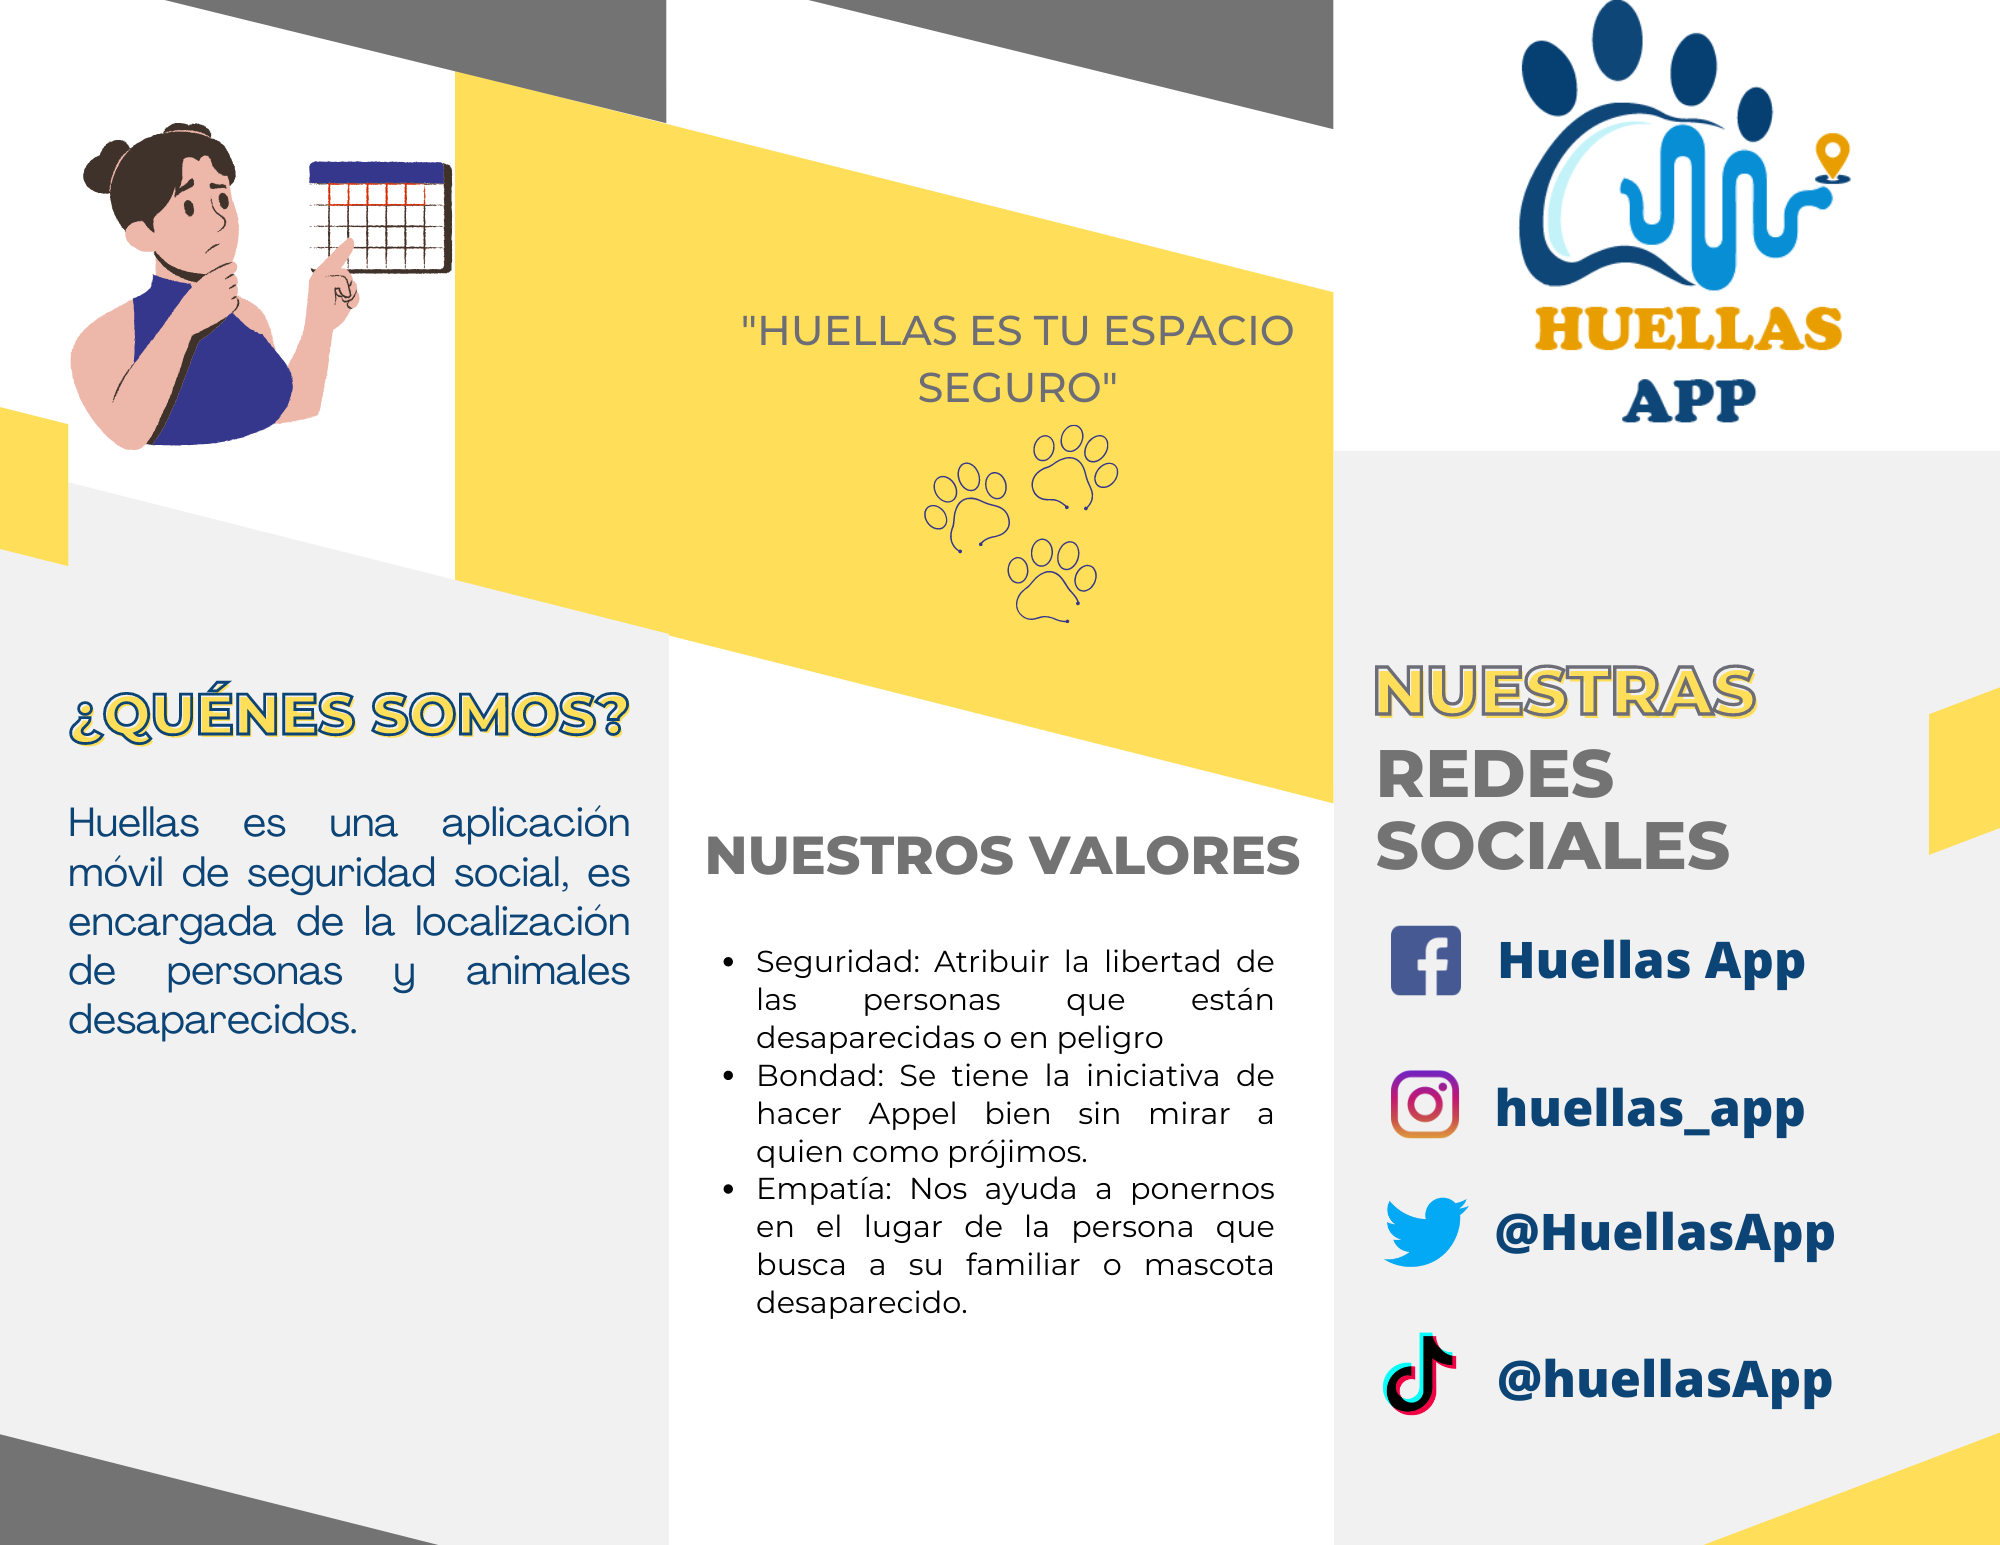 ¿QUÉNES SOMOS?
Huellas es una aplicación
móvil de seguridad social, es
encargada de la localización
de personas y animales
desaparecidos.
"HUELLAS ES TU ESPACIO
SEGURO"
NUESTROS VALORES
• Seguridad: Atribuir la libertad de
las personas que están
desaparecidas o en peligro
• Bondad: Se tiene la iniciativa de
hacer Appel bien sin mirar a
quien como prójimos.
• Empatía: Nos ayuda a ponernos
en el lugar de la persona que
busca a su familiar o mascota
desaparecido.
HUELLAS
APP
NUESTRAS
REDES
SOCIALES
Huellas App
huellas_app
@HuellasApp
@huellasApp